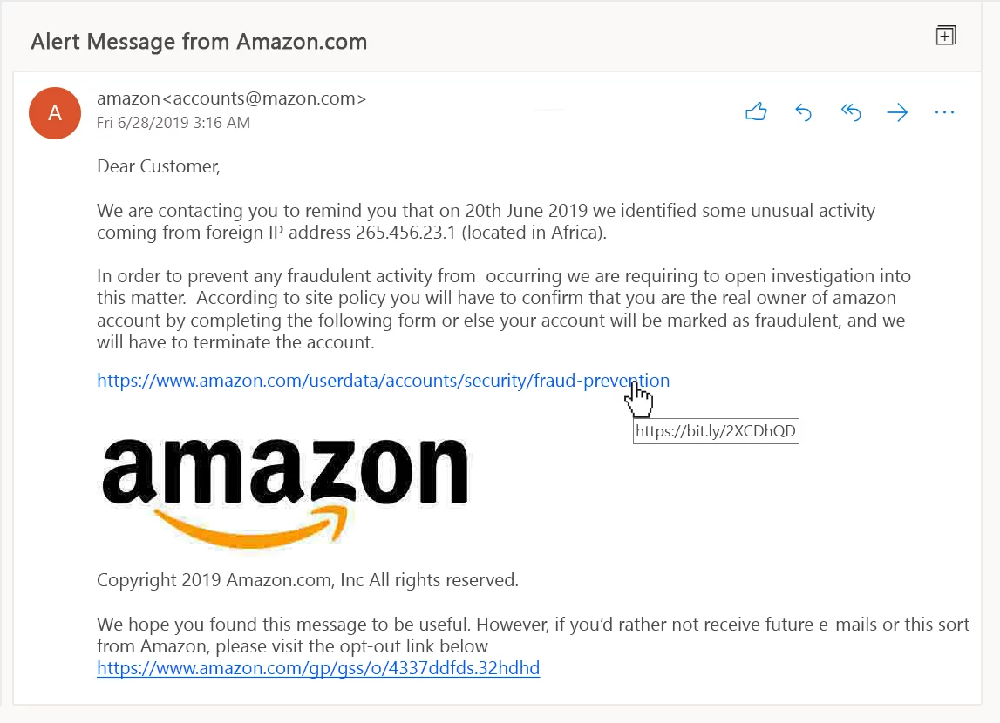 Alert Message from Amazon.com
A
amazon<accounts@mazon.com>
Fri 6/28/2019 3:16 AM
Dear Customer,
We are contacting you to remind you that on 20th June 2019 we identified some unusual activity
coming from foreign IP address 265.456.23.1 (located in Africa).
In order to prevent any fraudulent activity from  occurring we are requiring to open investigation into
this matter.  According to site policy you will have to confirm that you are the real owner of amazon
account by completing the following form or else your account will be marked as fraudulent, and we
will have to terminate the account.
https://www.amazon.com/userdata/accounts/security/fraud-prevention
https://bit.ly/2XCDhQD
amazon
Copyright 2019 Amazon.com, Inc All rights reserved.
We hope you found this message to be useful. However, if you’d rather not receive future e-mails or this sort
from Amazon, please visit the opt-out link below
https://www.amazon.com/gp/gss/o/4337ddfds.32hdhd